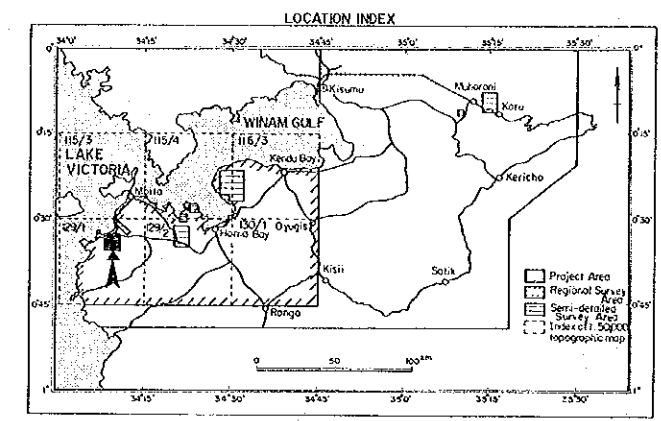 LOCATION INDEX
34°15' 34°30' 34°45' 35°0' 35°15' 35°30'
0°
Kisumu
Muhoroni
Koru
WINAM GULF
0°15'
115/3 115/4 116/3
LAKE
VICTORIA
Kendu Bay
Kericho
0°30'
129/1 129/2 130/1 Oyugis
Homa Bay
Kisii
Sotik
0°45'
Rongo
Project Area
Regional Survey
Area
Semi-detailed
Survey Area
Index of 1:50,000
topographic map
0 50 100km
1°
34°15' 34°30' 34°45' 35°0' 35°15' 35°30'